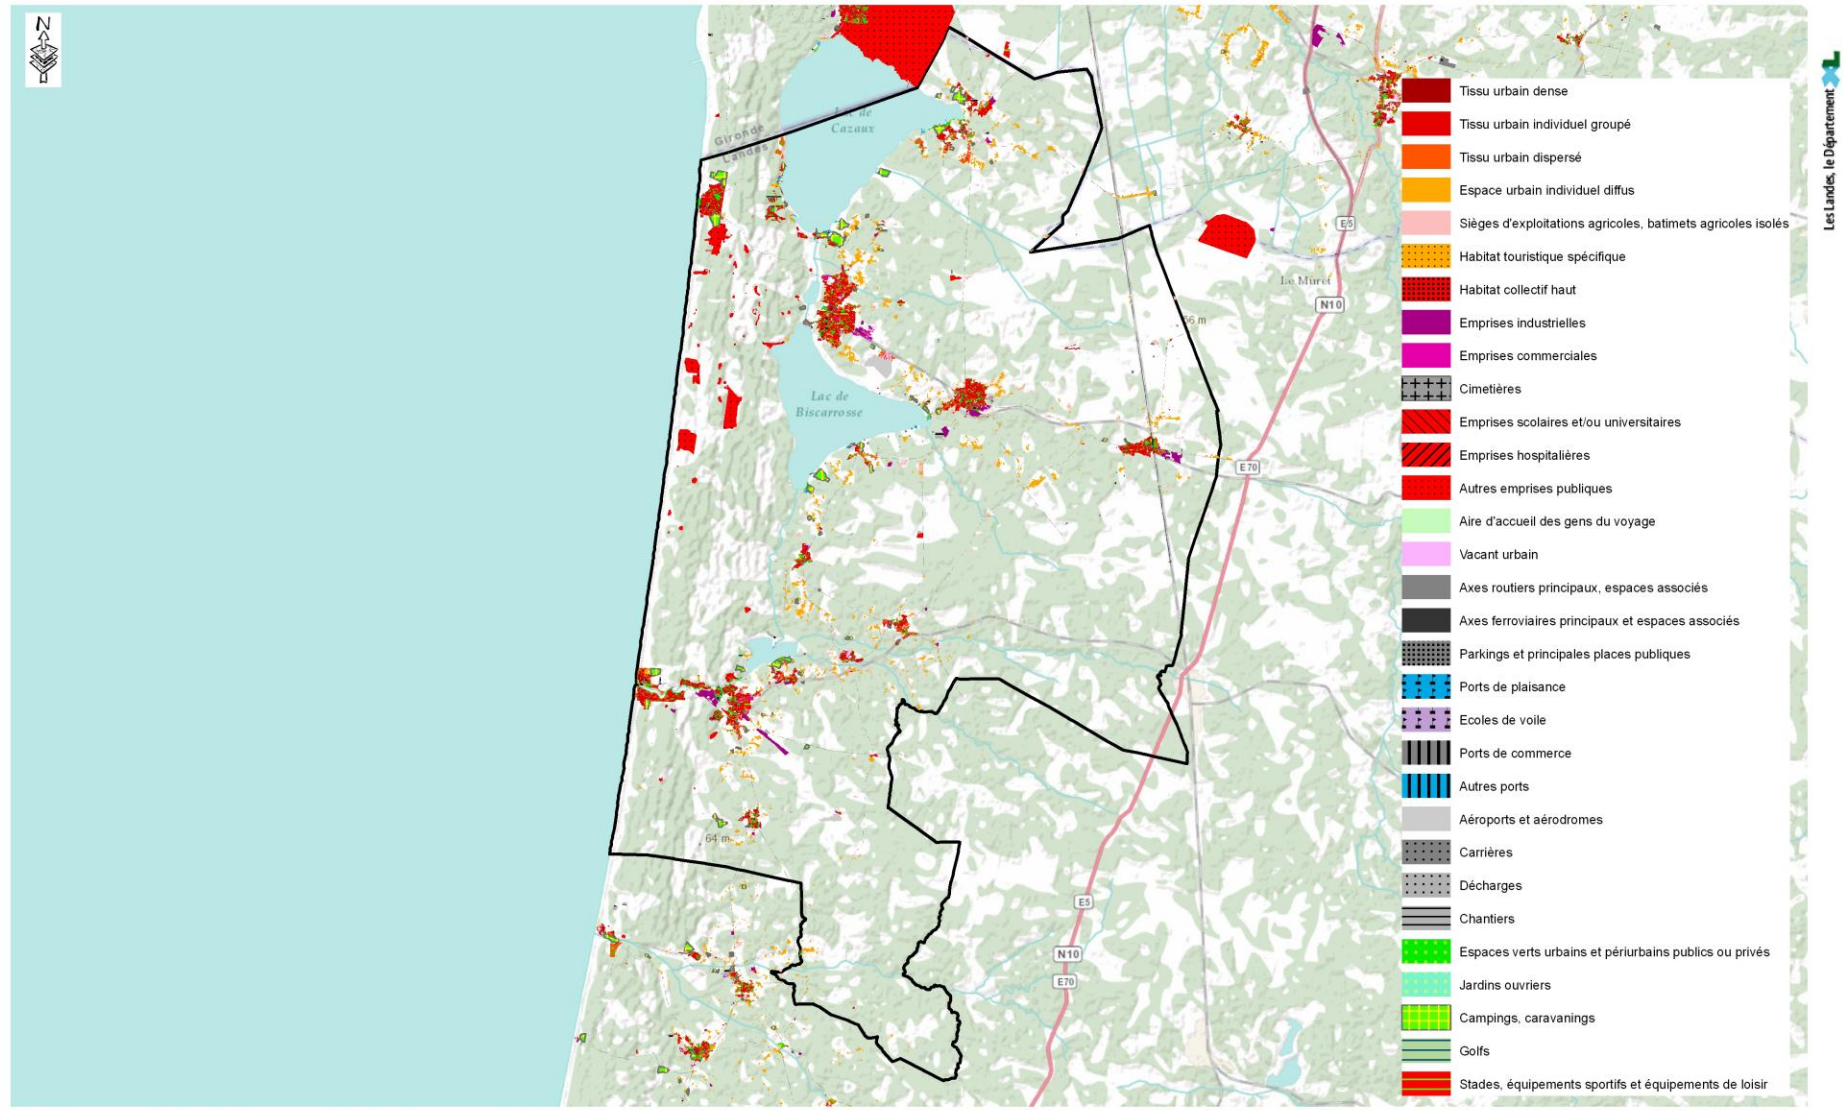 N
Lac de
Cazaux
Gironde
Landes
E5
Le Muret
N10
66 m
Lac de
Biscarrosse
E70
64 m
E5
N10
E70
Tissu urbain dense
Tissu urbain individuel groupé
Tissu urbain dispersé
Espace urbain individuel diffus
Sièges d'exploitations agricoles, batimets agricoles isolés
Habitat touristique spécifique
Habitat collectif haut
Emprises industrielles
Emprises commerciales
Cimetières
Emprises scolaires et/ou universitaires
Emprises hospitalières
Autres emprises publiques
Aire d'accueil des gens du voyage
Vacant urbain
Axes routiers principaux, espaces associés
Axes ferroviaires principaux et espaces associés
Parkings et principales places publiques
Ports de plaisance
Ecoles de voile
Ports de commerce
Autres ports
Aéroports et aérodromes
Carrières
Décharges
Chantiers
Espaces verts urbains et périurbains publics ou privés
Jardins ouvriers
Campings, caravanings
Golfs
Stades, équipements sportifs et équipements de loisir
Les Landes, le Département
XL